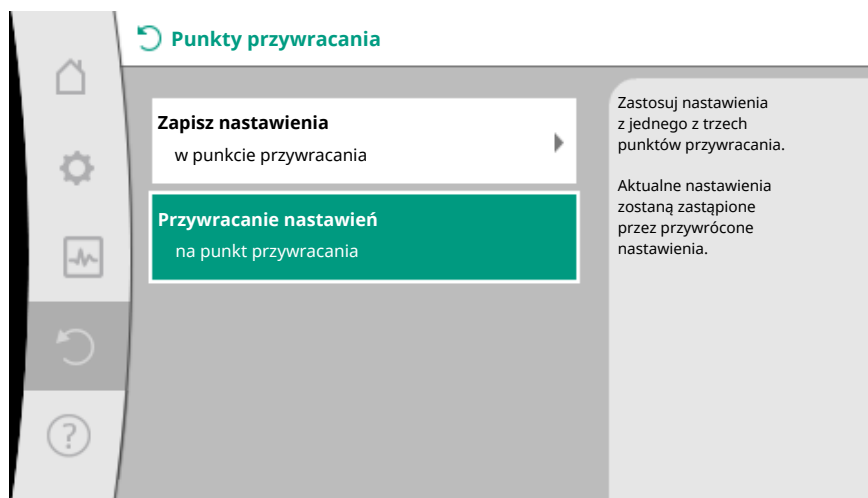 Punkty przywracania
Zapisz nastawienia
w punkcie przywracania
Przywracanie nastawień
na punkt przywracania
Zastosuj nastawienia
z jednego z trzech
punktów przywracania.
Aktualne nastawienia
zostaną zastąpione
przez przywrócone
nastawienia.
?